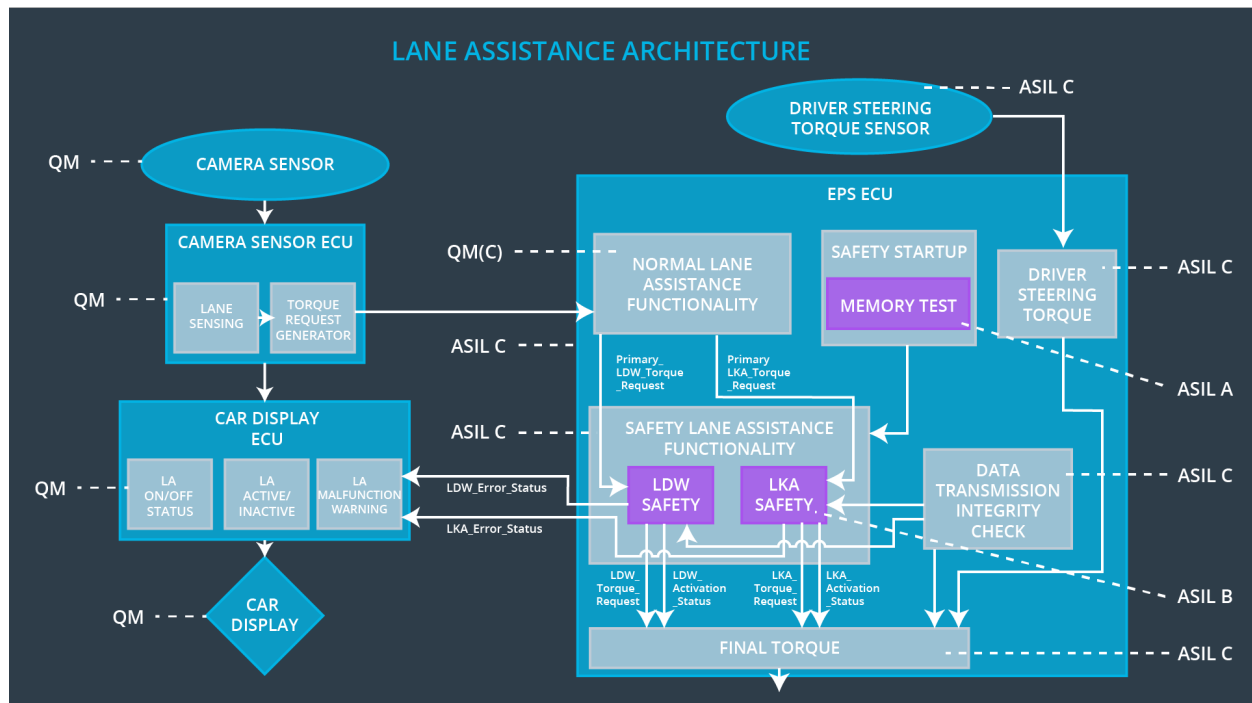 LANE ASSISTANCE ARCHITECTURE
ASIL C
DRIVER STEERING
TORQUE SENSOR
QM
CAMERA SENSOR
EPS ECU
CAMERA SENSOR ECU
QM(C)
NORMAL LANE
ASSISTANCE
FUNCTIONALITY
SAFETY STARTUP
MEMORY TEST
DRIVER
STEERING
TORQUE
ASIL C
QM
LANE
SENSING
TORQUE
REQUEST
GENERATOR
ASIL C
Primary_
LDW_Torque
_Request
Primary
LKA_Torque
_Request
ASIL A
CAR DISPLAY
ECU
ASIL C
SAFETY LANE ASSISTANCE
FUNCTIONALITY
QM
LA
ON/OFF
STATUS
LA
ACTIVE/
INACTIVE
LA
MALFUNCTION
WARNING
LDW_Error_Status
LKA_Error_Status
LDW
SAFETY
LKA
SAFETY
DATA
TRANSMISSION
INTEGRITY
CHECK
ASIL C
LDW_
Torque_
Request
LDW_
Activation
_Status
LKA_
Torque_
Request
LKA_
Activation
_Status
ASIL B
QM
CAR
DISPLAY
FINAL TORQUE
ASIL C